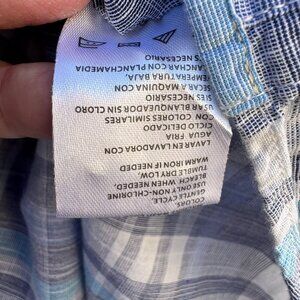 COLORS.
GENTLE CYCLE.
USE ONLY NON-CHLORINE
BLEACH WHEN NEEDED.
TUMBLE DRY LOW.
WARM IRON IF NEEDED
LAVAR EN LAVADORA CON
AGUA FRIA
CICLO DELICADO
CON COLORES SIMILARES
USAR BLANQUEADOR SIN CLORO
SI ES NECESARIO
SECAR A MAQUINA CON
TEMPERATURA BAJA.
PLANCHAR CON PLANCHA MEDIA
SI ES NECESARIO